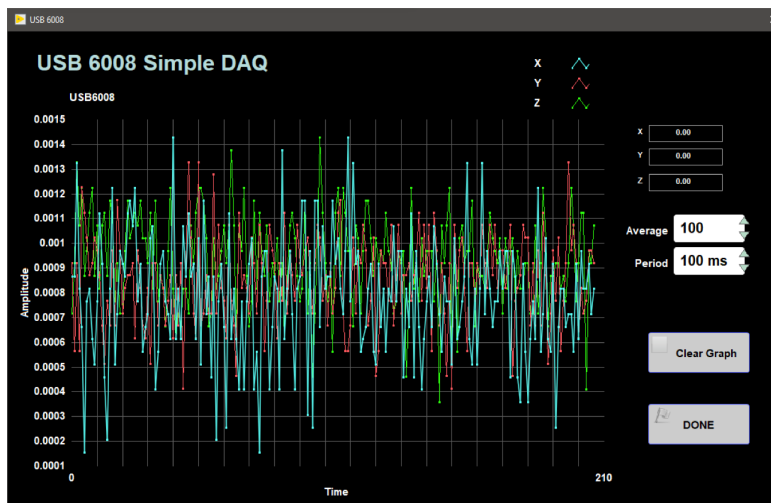 USB 6008
USB 6008 Simple DAQ
X
Y
Z
USB6008
0.0015
0.0014
0.0013
0.0012
0.0011
0.001
0.0009
0.0008
0.0007
0.0006
0.0005
0.0004
0.0003
0.0002
0.0001
Amplitude
0
210
Time
X 0.00
Y 0.00
Z 0.00
Average 100
Period 100 ms
Clear Graph
DONE